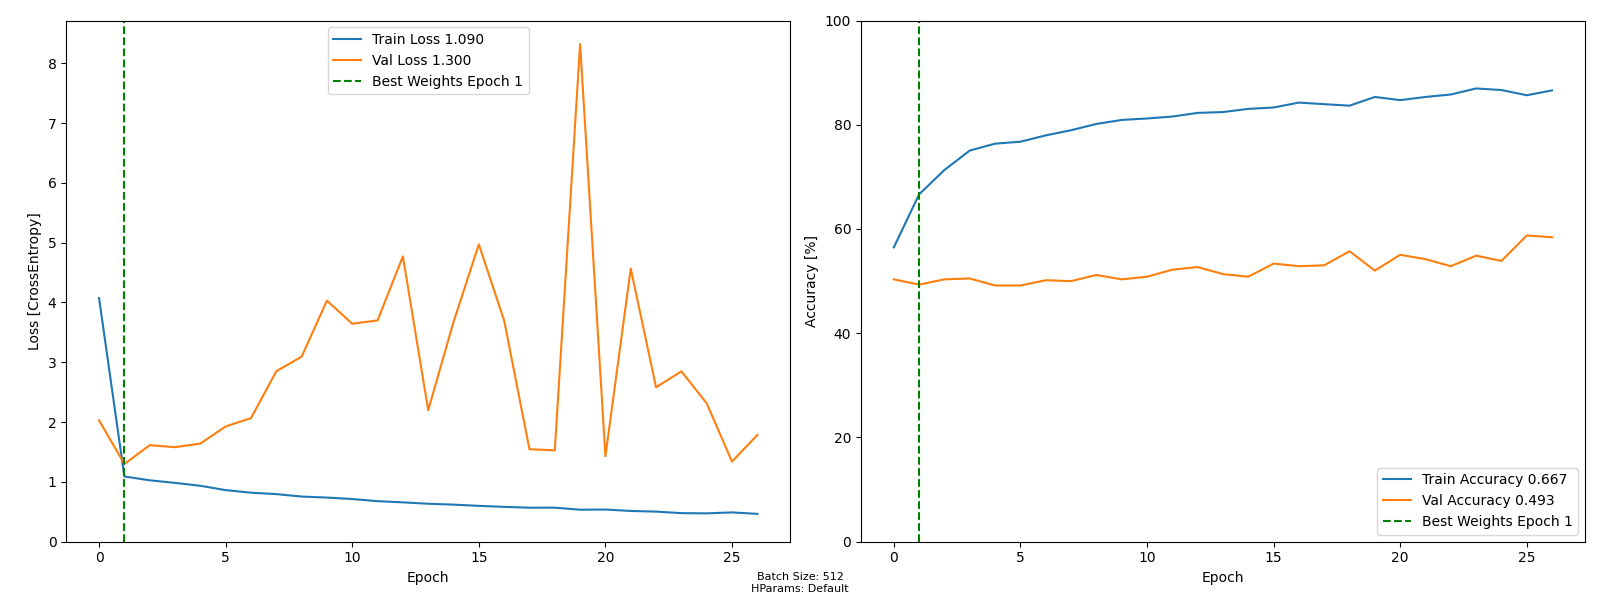 Train Loss 1.090
Val Loss 1.300
Best Weights Epoch 1
Loss [CrossEntropy]
8
7
6
5
4
3
2
1
0
0 5 10 15 20 25
Epoch
Accuracy [%]
100
80
60
40
20
0
Train Accuracy 0.667
Val Accuracy 0.493
Best Weights Epoch 1
0 5 10 15 20 25
Epoch
Batch Size: 512
HParams: Default